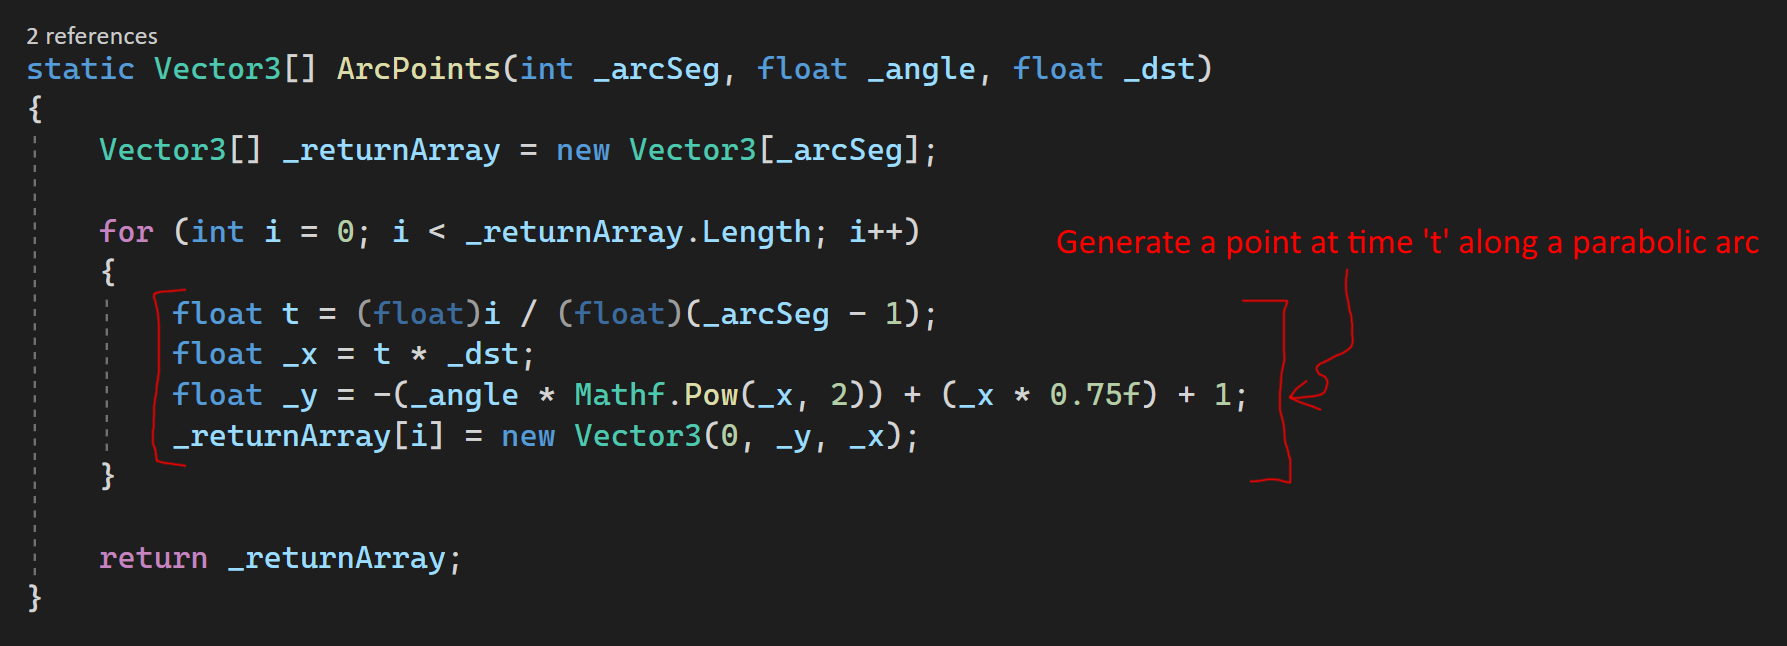 2 references
static Vector3[] ArcPoints(int _arcSeg, float _angle, float _dst)
{
Vector3[] _returnArray = new Vector3[_arcSeg];
for (int i = 0; i < _returnArray.Length; i++)
Generate a point at time 't' along a parabolic arc
{
float t = (float)i / (float)(_arcSeg - 1);
float _x = t * _dst;
float _y = -(_angle * Mathf.Pow(_x, 2)) + (_x * 0.75f) + 1;
_returnArray[i] = new Vector3(0, _y, _x);
}
return _returnArray;
}